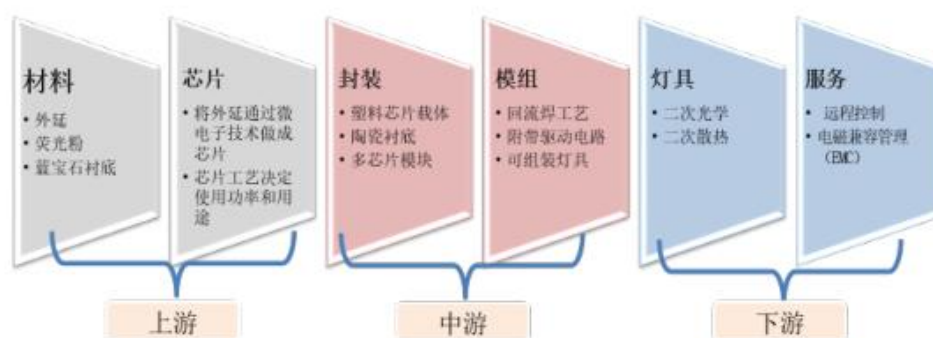 材料
• 外延
• 荧光粉
• 蓝宝石衬底
芯片
• 将外延通过微
电子技术做成
芯片
• 芯片工艺决定
使用功率和用
途
封装
• 塑料芯片载体
• 陶瓷衬底
• 多芯片模块
模组
• 回流焊工艺
• 附带驱动电路
• 可组装灯具
灯具
• 二次光学
• 二次散热
服务
• 远程控制
• 电磁兼容管理
(EMC)
上游
中游
下游